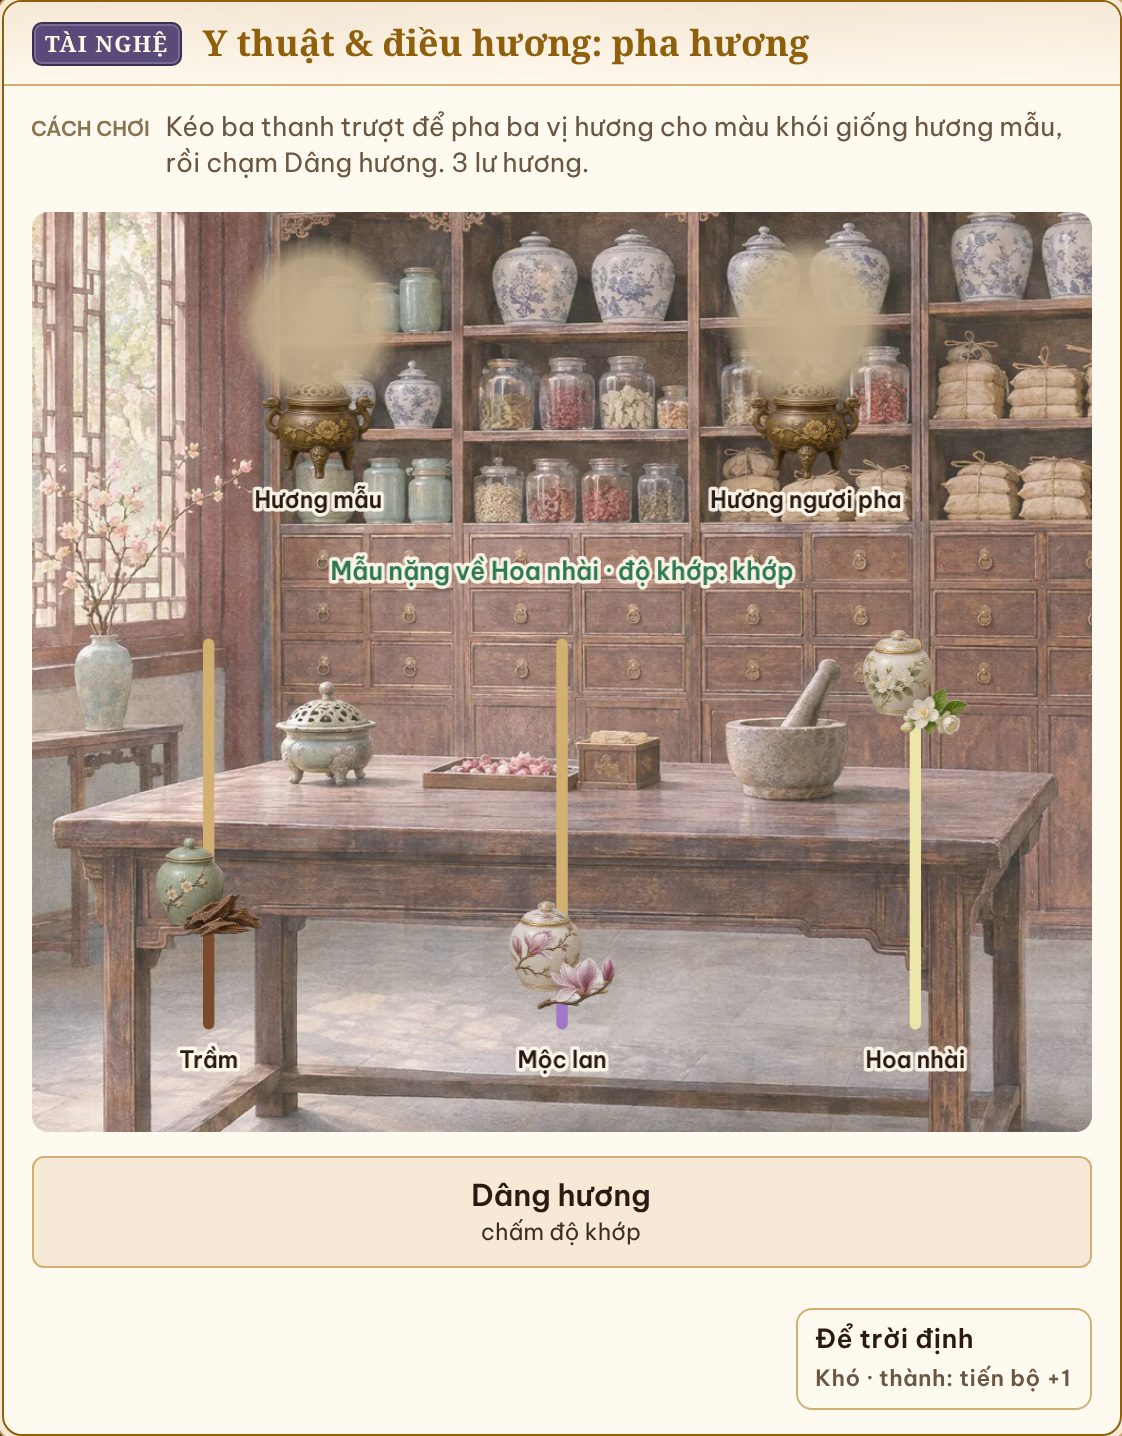 TÀI NGHỆ
Y thuật & điều hương: pha hương
CÁCH CHƠI
Kéo ba thanh trượt để pha ba vị hương cho màu khói giống hương mẫu,
rồi chạm Dâng hương. 3 lư hương.
Hương mẫu
Hương ngươi pha
Mẫu nặng về Hoa nhài · độ khớp: khớp
Trầm
Mộc lan
Hoa nhài
Dâng hương
chấm độ khớp
Để trời định
Khó · thành: tiến bộ +1